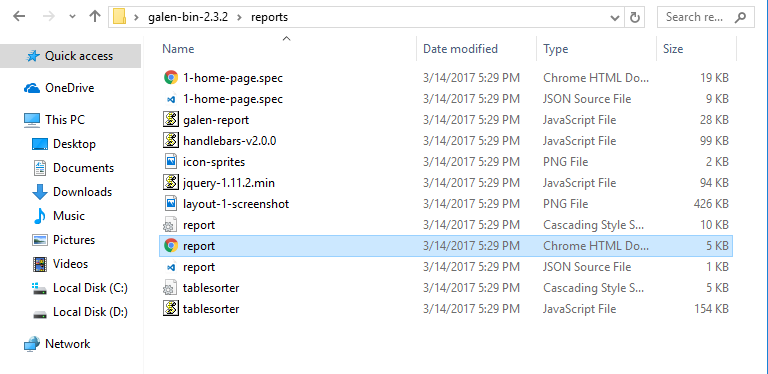 galen-bin-2.3.2 > reports Search re...
Name Date modified Type Size
Quick access
OneDrive
This PC
Desktop
Documents
Downloads
Music
Pictures
Videos
Local Disk (C:)
Local Disk (D:)
Network
1-home-page.spec 3/14/2017 5:29 PM Chrome HTML Do... 19 KB
1-home-page.spec 3/14/2017 5:29 PM JSON Source File 9 KB
galen-report 3/14/2017 5:29 PM JavaScript File 28 KB
handlebars-v2.0.0 3/14/2017 5:29 PM JavaScript File 99 KB
icon-sprites 3/14/2017 5:29 PM PNG File 2 KB
jquery-1.11.2.min 3/14/2017 5:29 PM JavaScript File 94 KB
layout-1-screenshot 3/14/2017 5:29 PM PNG File 426 KB
report 3/14/2017 5:29 PM Cascading Style S... 10 KB
report 3/14/2017 5:29 PM Chrome HTML Do... 5 KB
report 3/14/2017 5:29 PM JSON Source File 1 KB
tablesorter 3/14/2017 5:29 PM Cascading Style S... 5 KB
tablesorter 3/14/2017 5:29 PM JavaScript File 154 KB